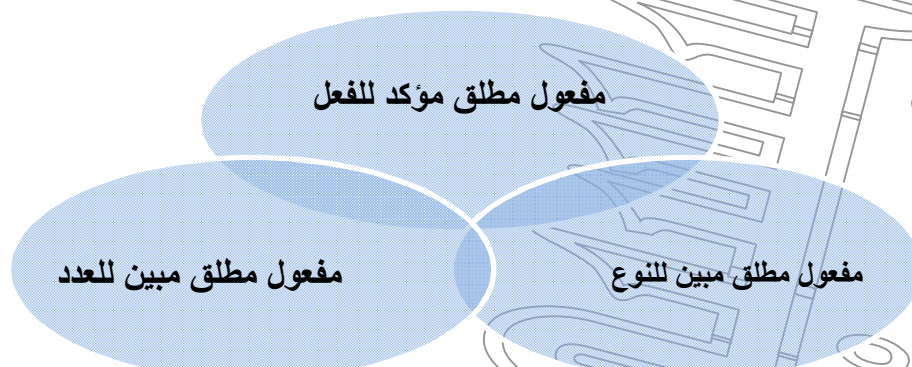 مفعول مطلق مؤكد للفعل
مفعول مطلق مبين للنوع
مفعول مطلق مبين للعدد